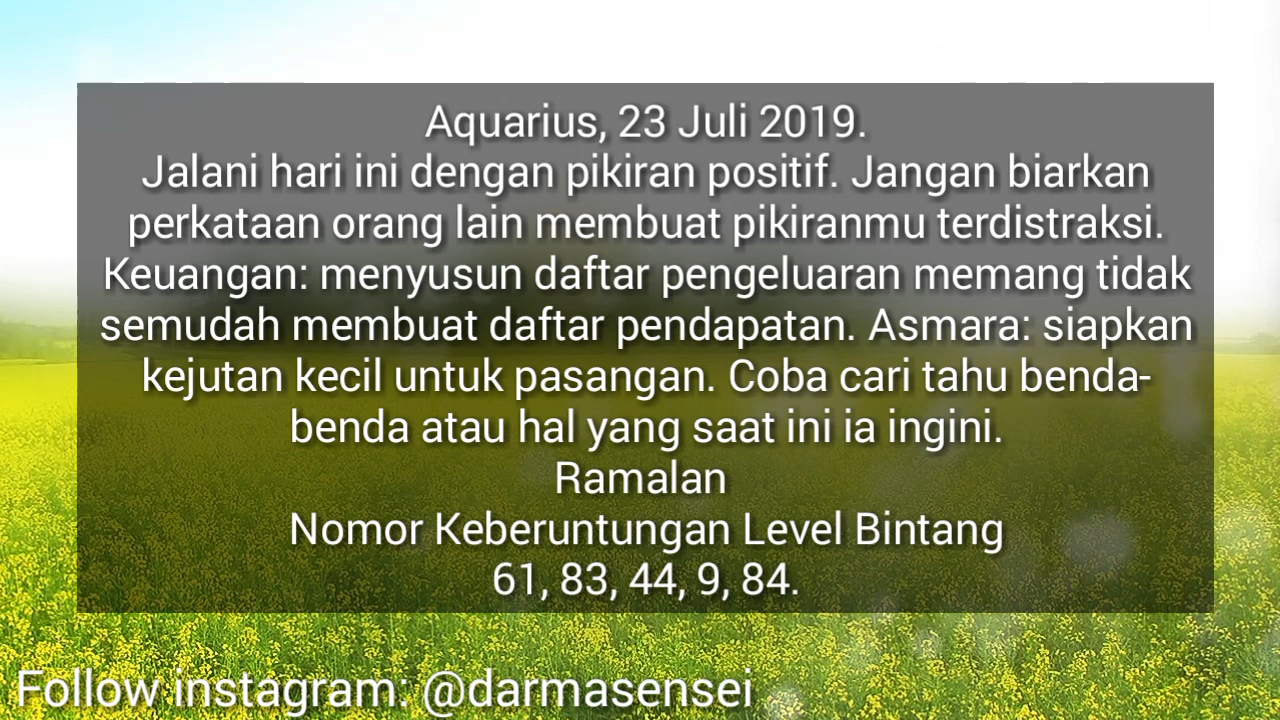 Aquarius, 23 Juli 2019.
Jalani hari ini dengan pikiran positif. Jangan biarkan
perkataan orang lain membuat pikiranmu terdistraksi.
Keuangan: menyusun daftar pengeluaran memang tidak
semudah membuat daftar pendapatan. Asmara: siapkan
kejutan kecil untuk pasangan. Coba cari tahu benda-
benda atau hal yang saat ini ia ingini.
Ramalan
Nomor Keberuntungan Level Bintang
61, 83, 44, 9, 84.
Follow instagram: @darmasensei